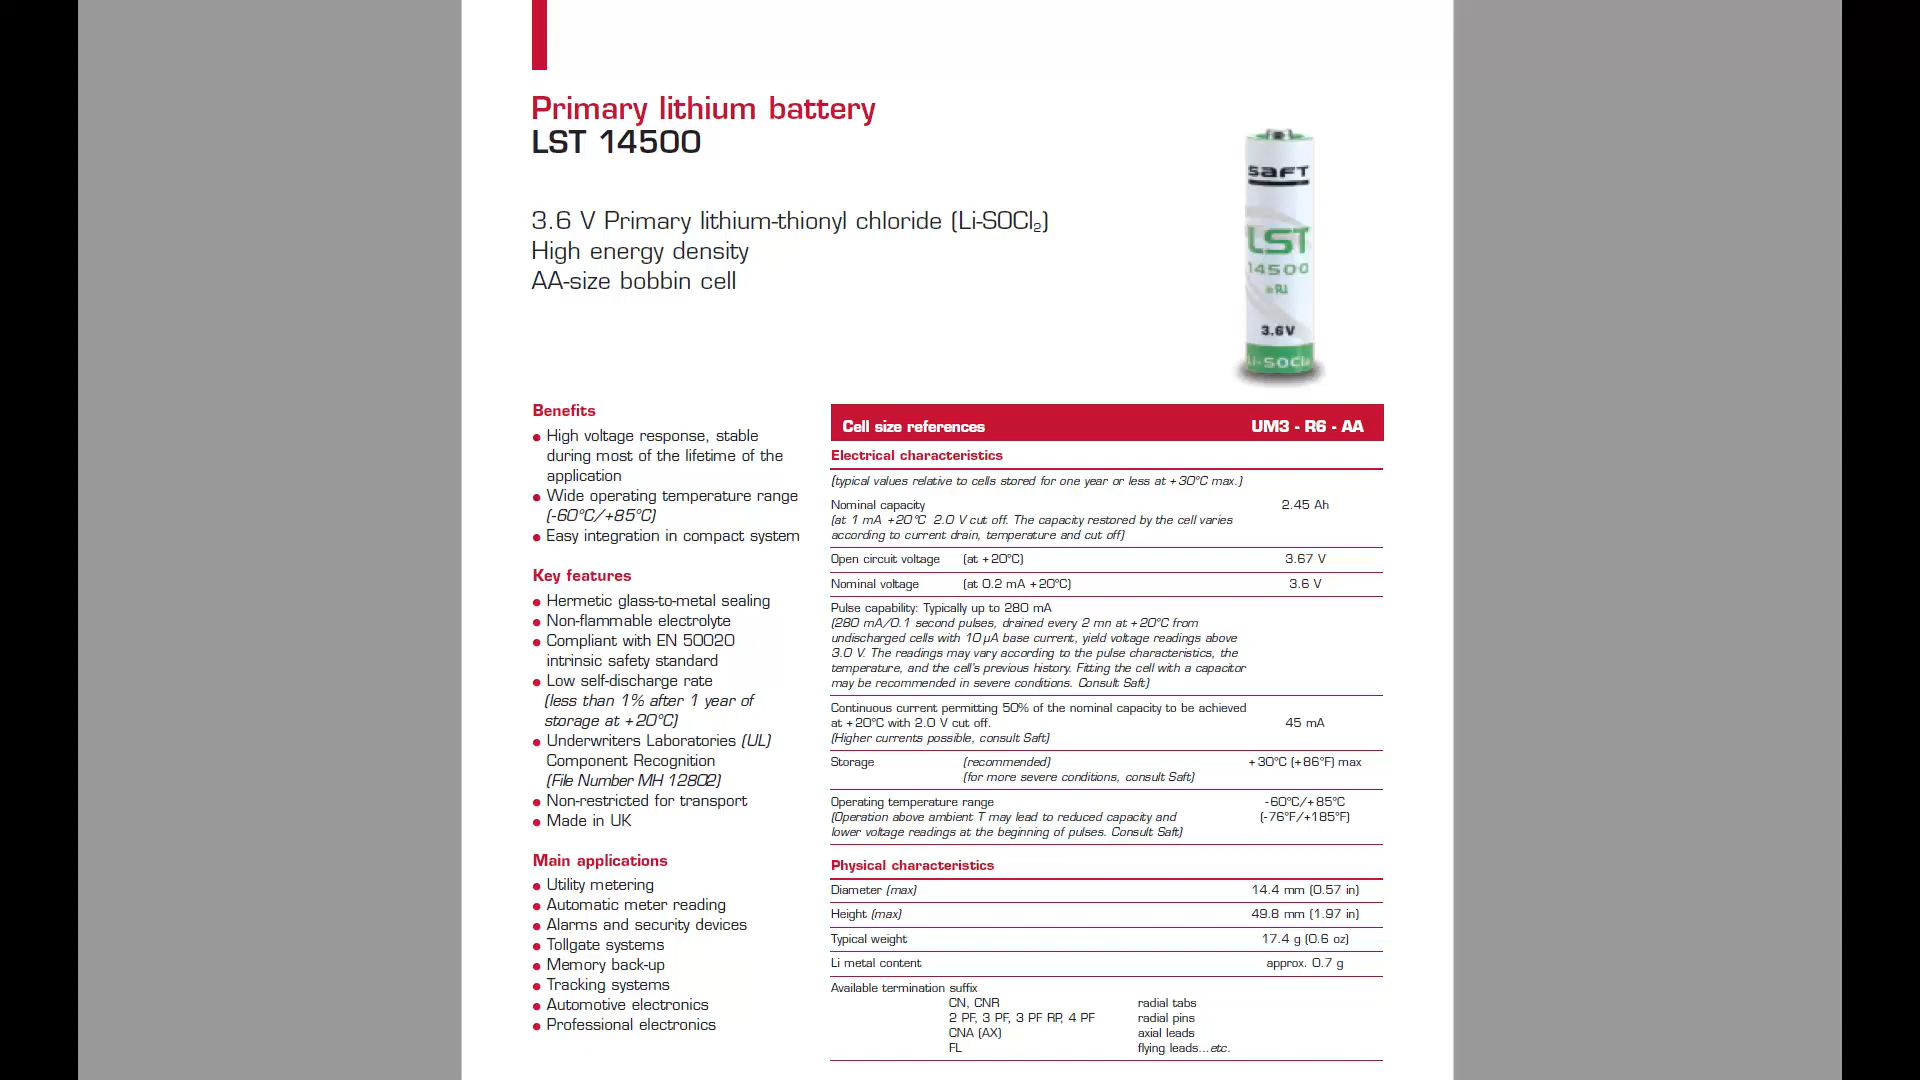 Primary lithium battery
LST 14500
3.6 V Primary lithium-thionyl chloride (Li-SOCl₂)
High energy density
AA-size bobbin cell
SAFT
LST
14500
3.6V
Li-SOCl₂
Benefits
● High voltage response, stable
during most of the lifetime of the
application
● Wide operating temperature range
(-60°C/+85°C)
● Easy integration in compact system
Key features
● Hermetic glass-to-metal sealing
● Non-flammable electrolyte
● Compliant with EN 50020
intrinsic safety standard
● Low self-discharge rate
(less than 1% after 1 year of
storage at +20°C)
● Underwriters Laboratories (UL)
Component Recognition
(File Number MH 12802)
● Non-restricted for transport
● Made in UK
Main applications
● Utility metering
● Automatic meter reading
● Alarms and security devices
● Tollgate systems
● Memory back-up
● Tracking systems
● Automotive electronics
● Professional electronics
Cell size references UM3 - R6 - AA
Electrical characteristics
(typical values relative to cells stored for one year or less at +30°C max.)
Nominal capacity 2.45 Ah
(at 1 mA +20°C 2.0 V cut off. The capacity restored by the cell varies
according to current drain, temperature and cut off)
Open circuit voltage (at +20°C) 3.67 V
Nominal voltage (at 0.2 mA +20°C) 3.6 V
Pulse capability: Typically up to 280 mA
(280 mA/0.1 second pulses, drained every 2 mn at +20°C from
undischarged cells with 10 µA base current, yield voltage readings above
3.0 V. The readings may vary according to the pulse characteristics, the
temperature, and the cell's previous history. Fitting the cell with a capacitor
may be recommended in severe conditions. Consult Saft)
Continuous current permitting 50% of the nominal capacity to be achieved
at +20°C with 2.0 V cut off. 45 mA
(Higher currents possible, consult Saft)
Storage (recommended) +30°C (+86°F) max
(for more severe conditions, consult Saft)
Operating temperature range -60°C/+85°C
(Operation above ambient T may lead to reduced capacity and (-76°F/+185°F)
lower voltage readings at the beginning of pulses. Consult Saft)
Physical characteristics
Diameter (max) 14.4 mm (0.57 in)
Height (max) 49.8 mm (1.97 in)
Typical weight 17.4 g (0.6 oz)
Li metal content approx. 0.7 g
Available termination suffix
CN, CNR radial tabs
2 PF, 3 PF, 3 PF RP, 4 PF radial pins
CNA (AX) axial leads
FL flying leads...etc.